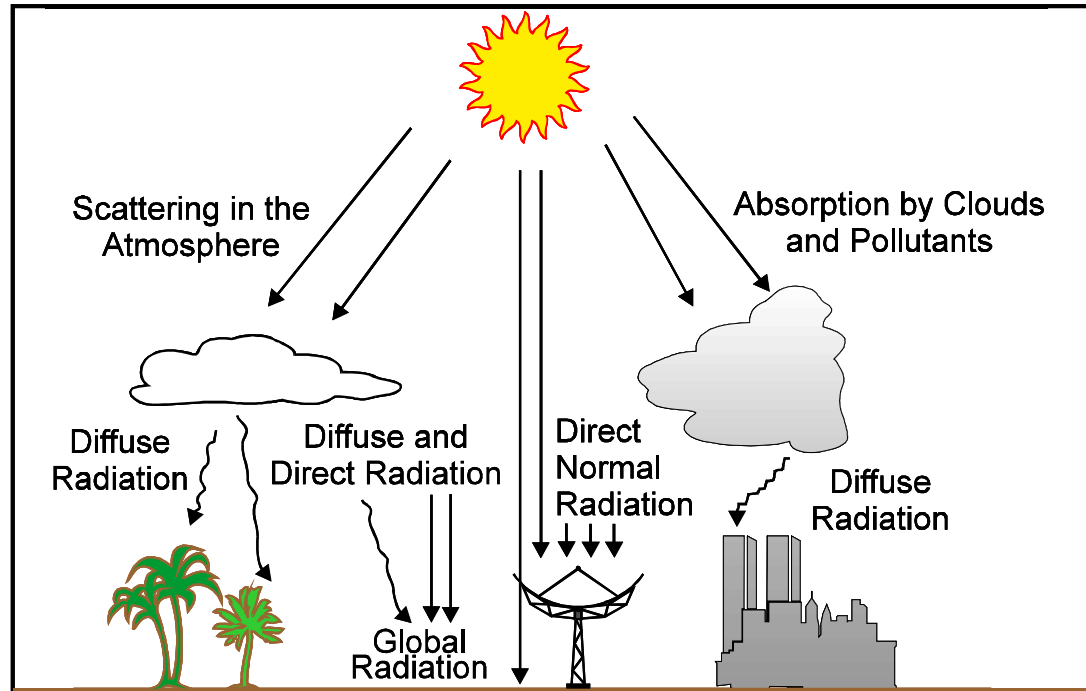 Scattering in the
Atmosphere
Absorption by Clouds
and Pollutants
Diffuse
Radiation
Diffuse and
Direct Radiation
Direct
Normal
Radiation
Diffuse
Radiation
Global
Radiation